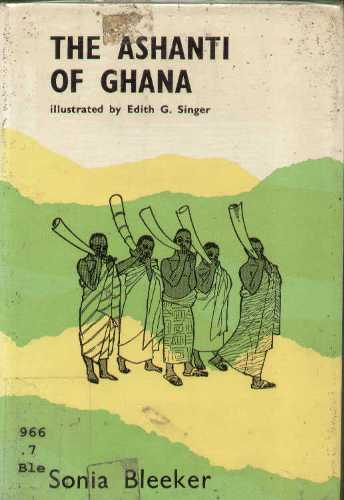 THE ASHANTI
OF GHANA
illustrated by Edith G. Singer
966
.7
Ble
Sonia Bleeker